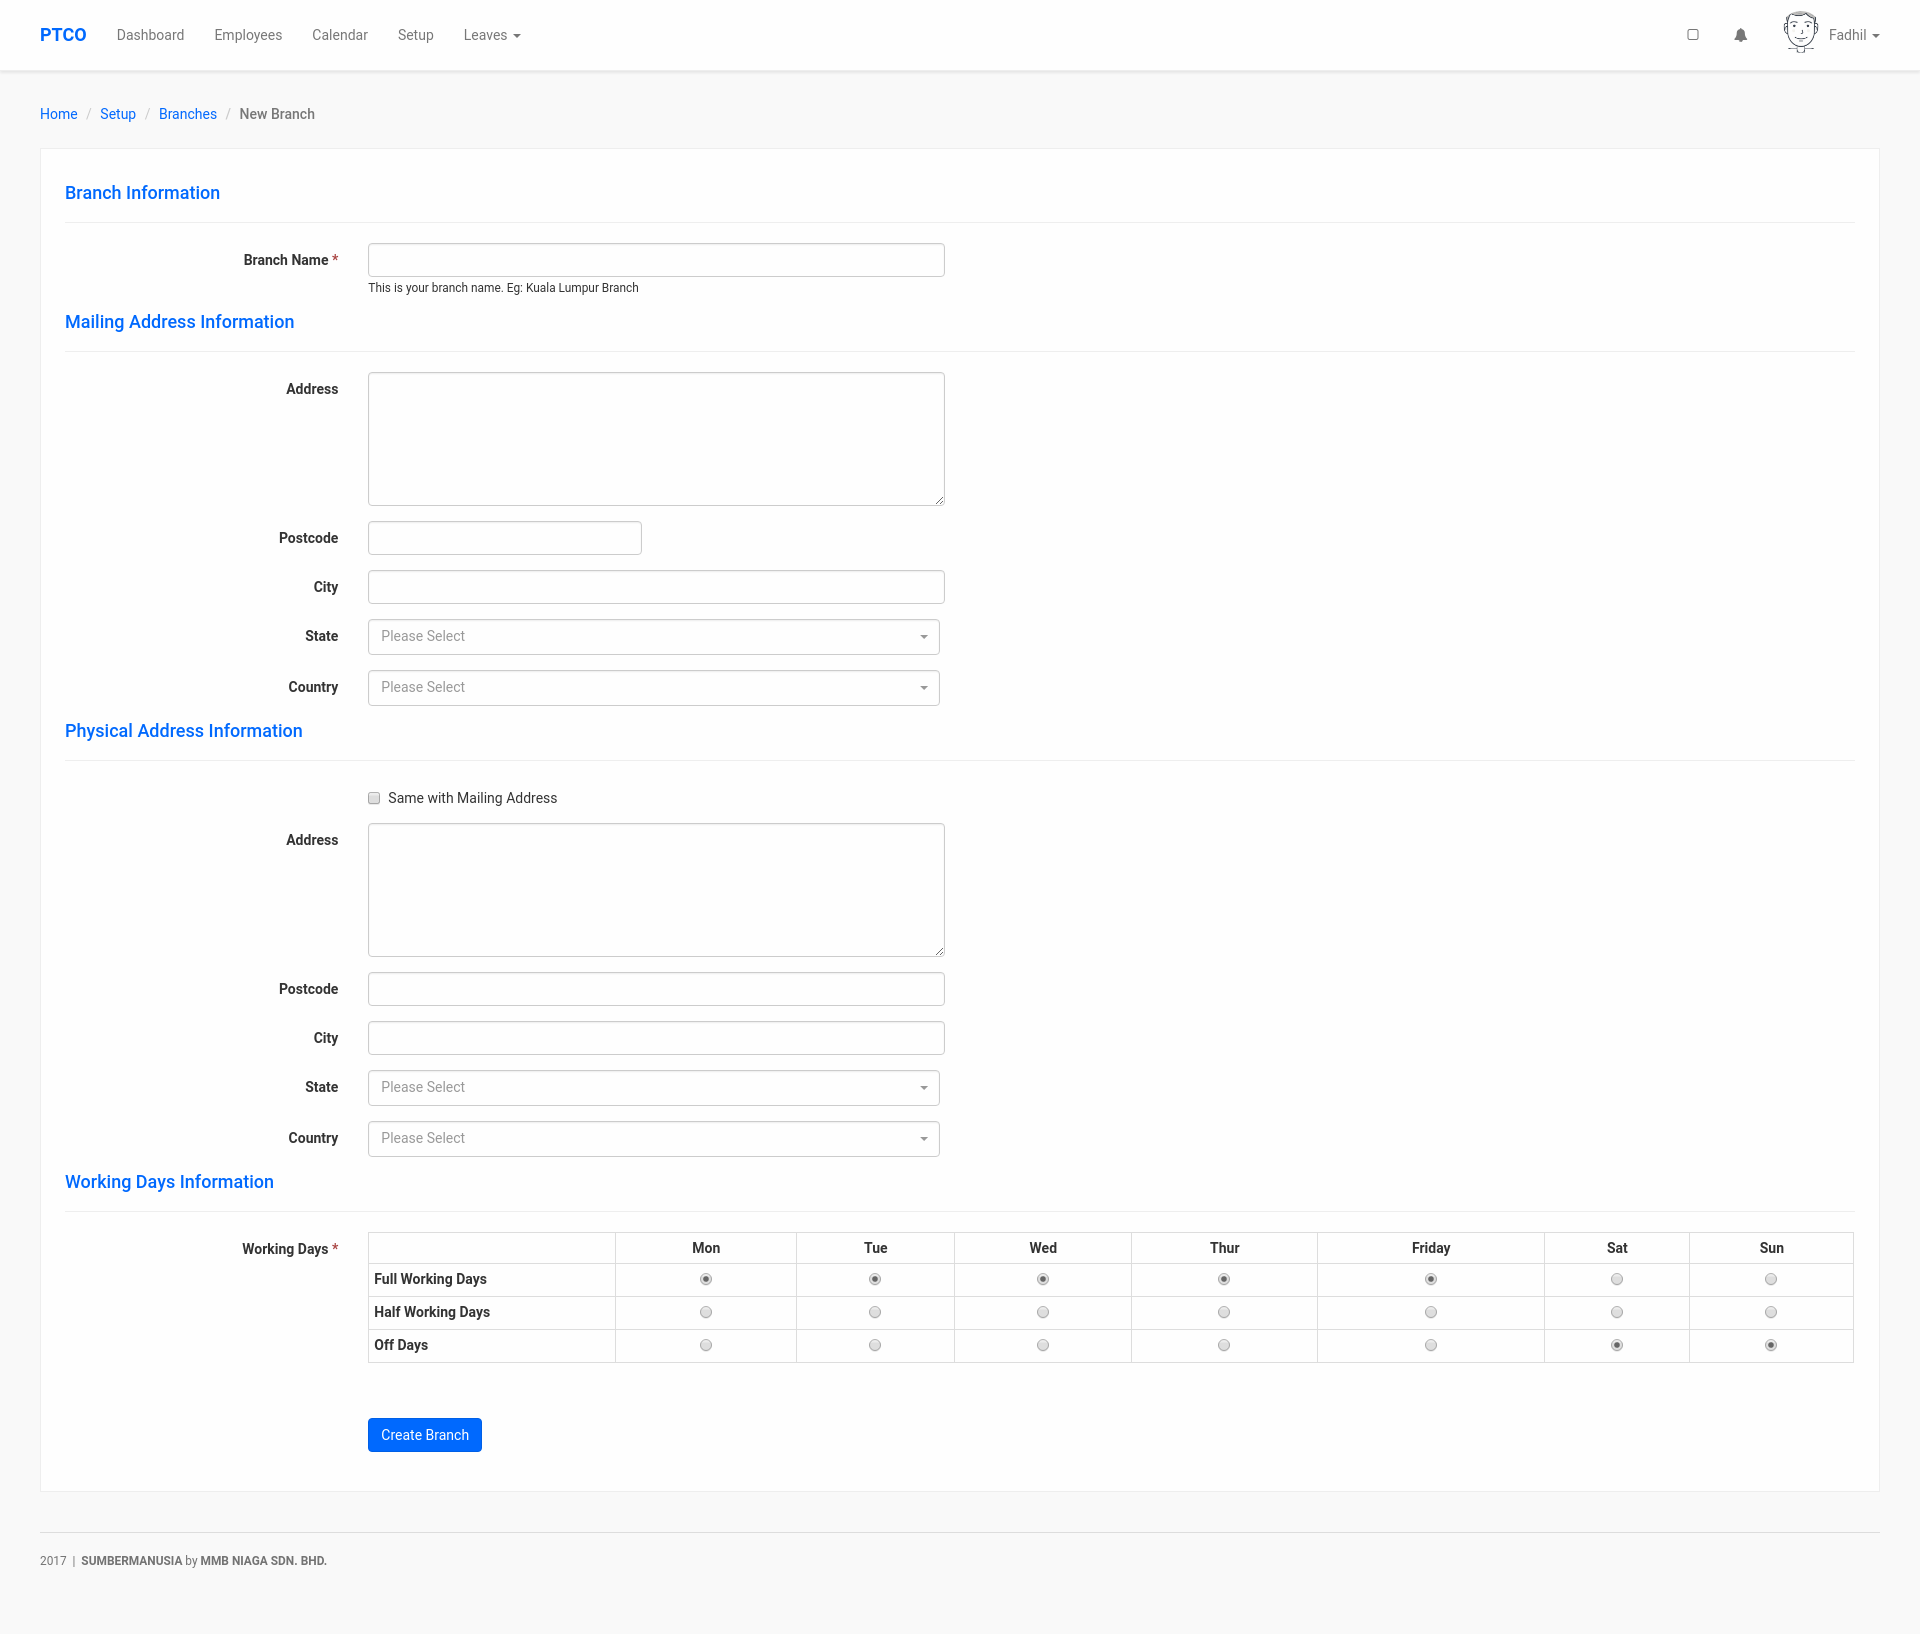 PTCO Dashboard Employees Calendar Setup Leaves Fadhil
Home / Setup / Branches / New Branch
Branch Information
Branch Name *
This is your branch name. Eg: Kuala Lumpur Branch
Mailing Address Information
Address
Postcode
City
State Please Select
Country Please Select
Physical Address Information
Same with Mailing Address
Address
Postcode
City
State Please Select
Country Please Select
Working Days Information
Working Days * Mon Tue Wed Thur Friday Sat Sun
Full Working Days
Half Working Days
Off Days
Create Branch
2017 | SUMBERMANUSIA by MMB NIAGA SDN. BHD.